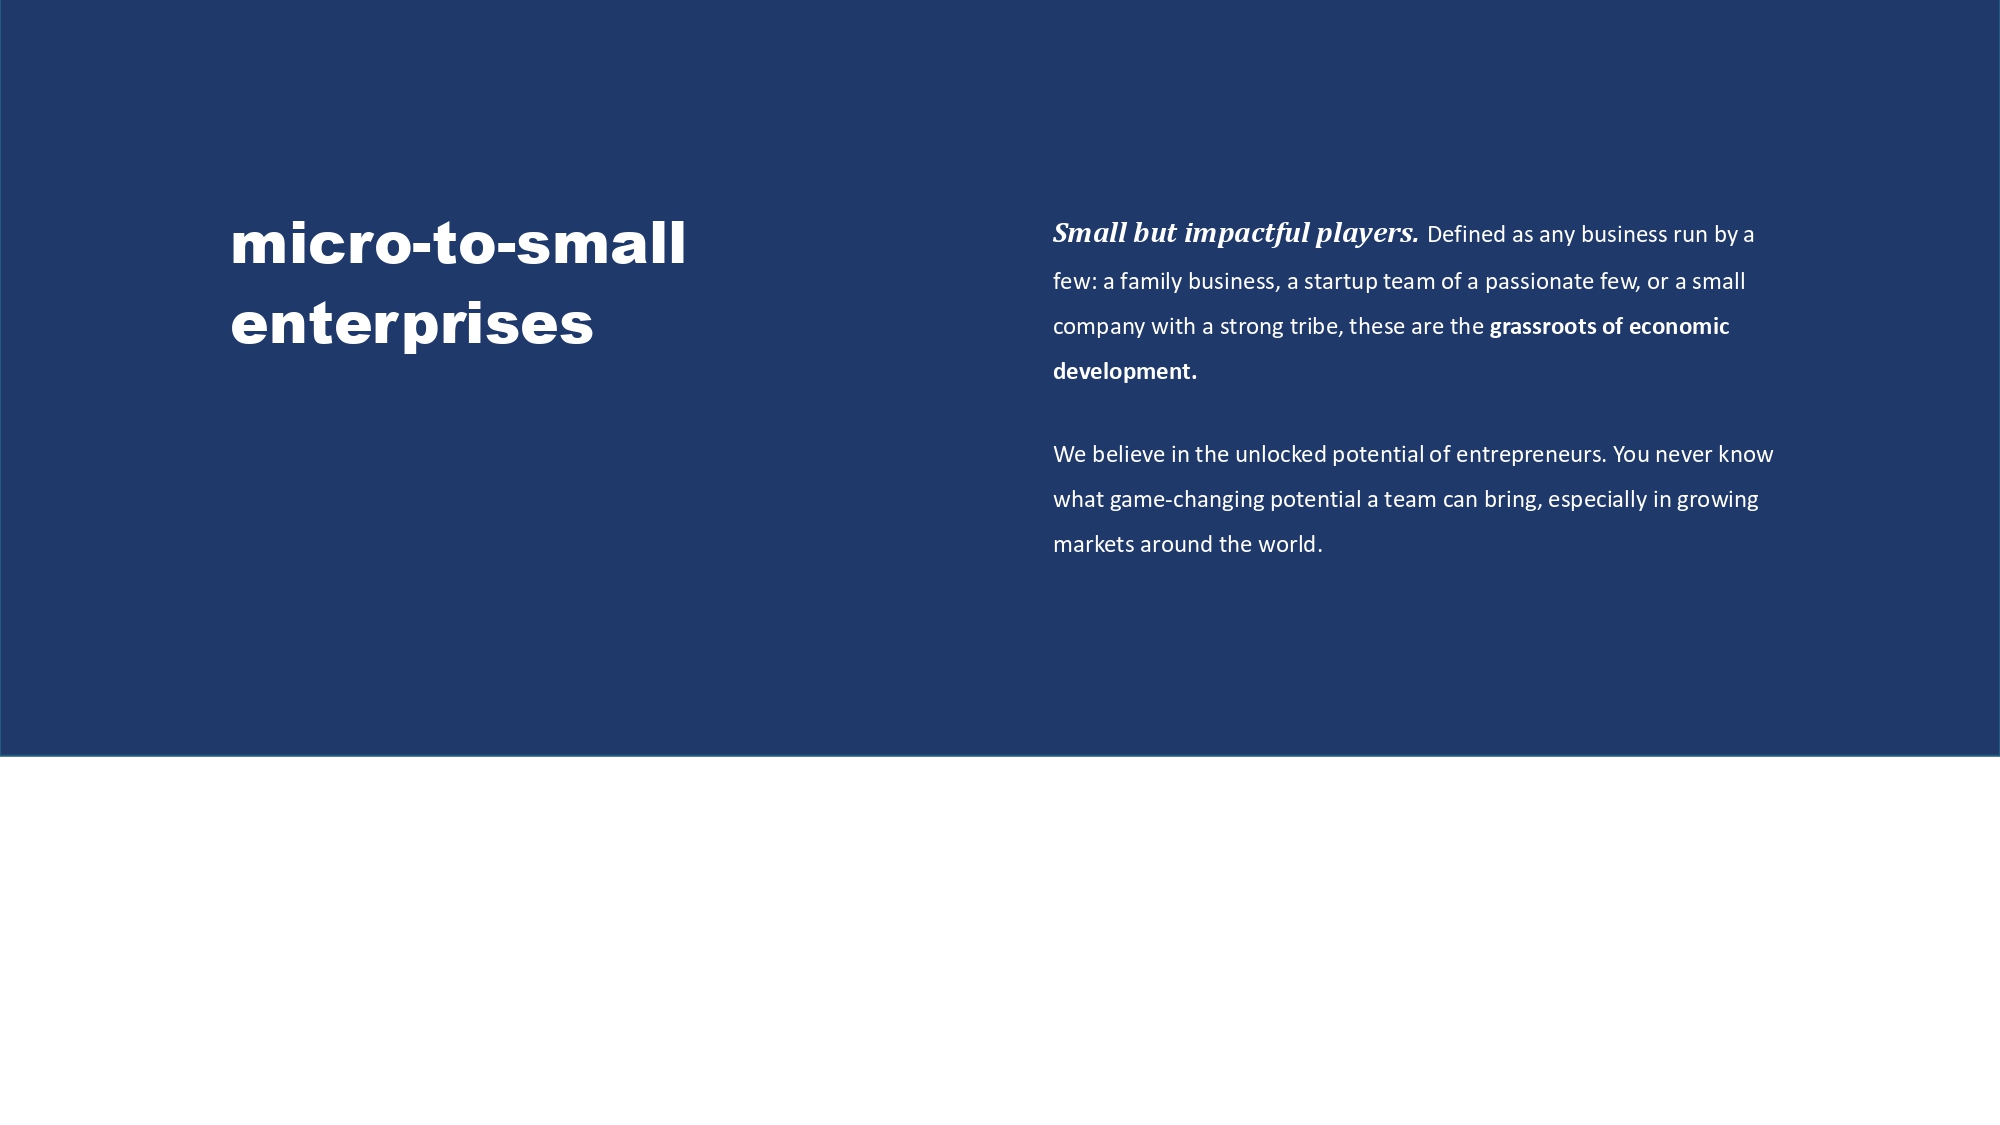 micro-to-small
enterprises
Small but impactful players. Defined as any business run by a
few: a family business, a startup team of a passionate few, or a small
company with a strong tribe, these are the grassroots of economic
development.
We believe in the unlocked potential of entrepreneurs. You never know
what game-changing potential a team can bring, especially in growing
markets around the world.